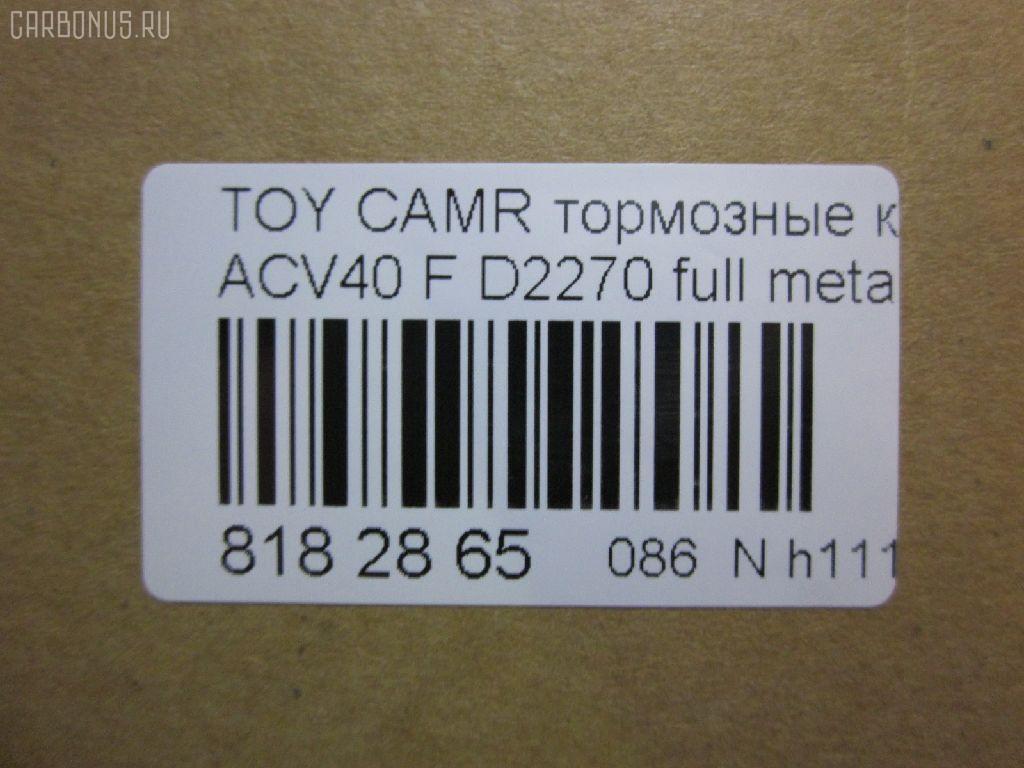 CARBONUS.RU
TOY CAMR тормозные к
ACV40 F D2270 full meta
818 28 65 086 N h111